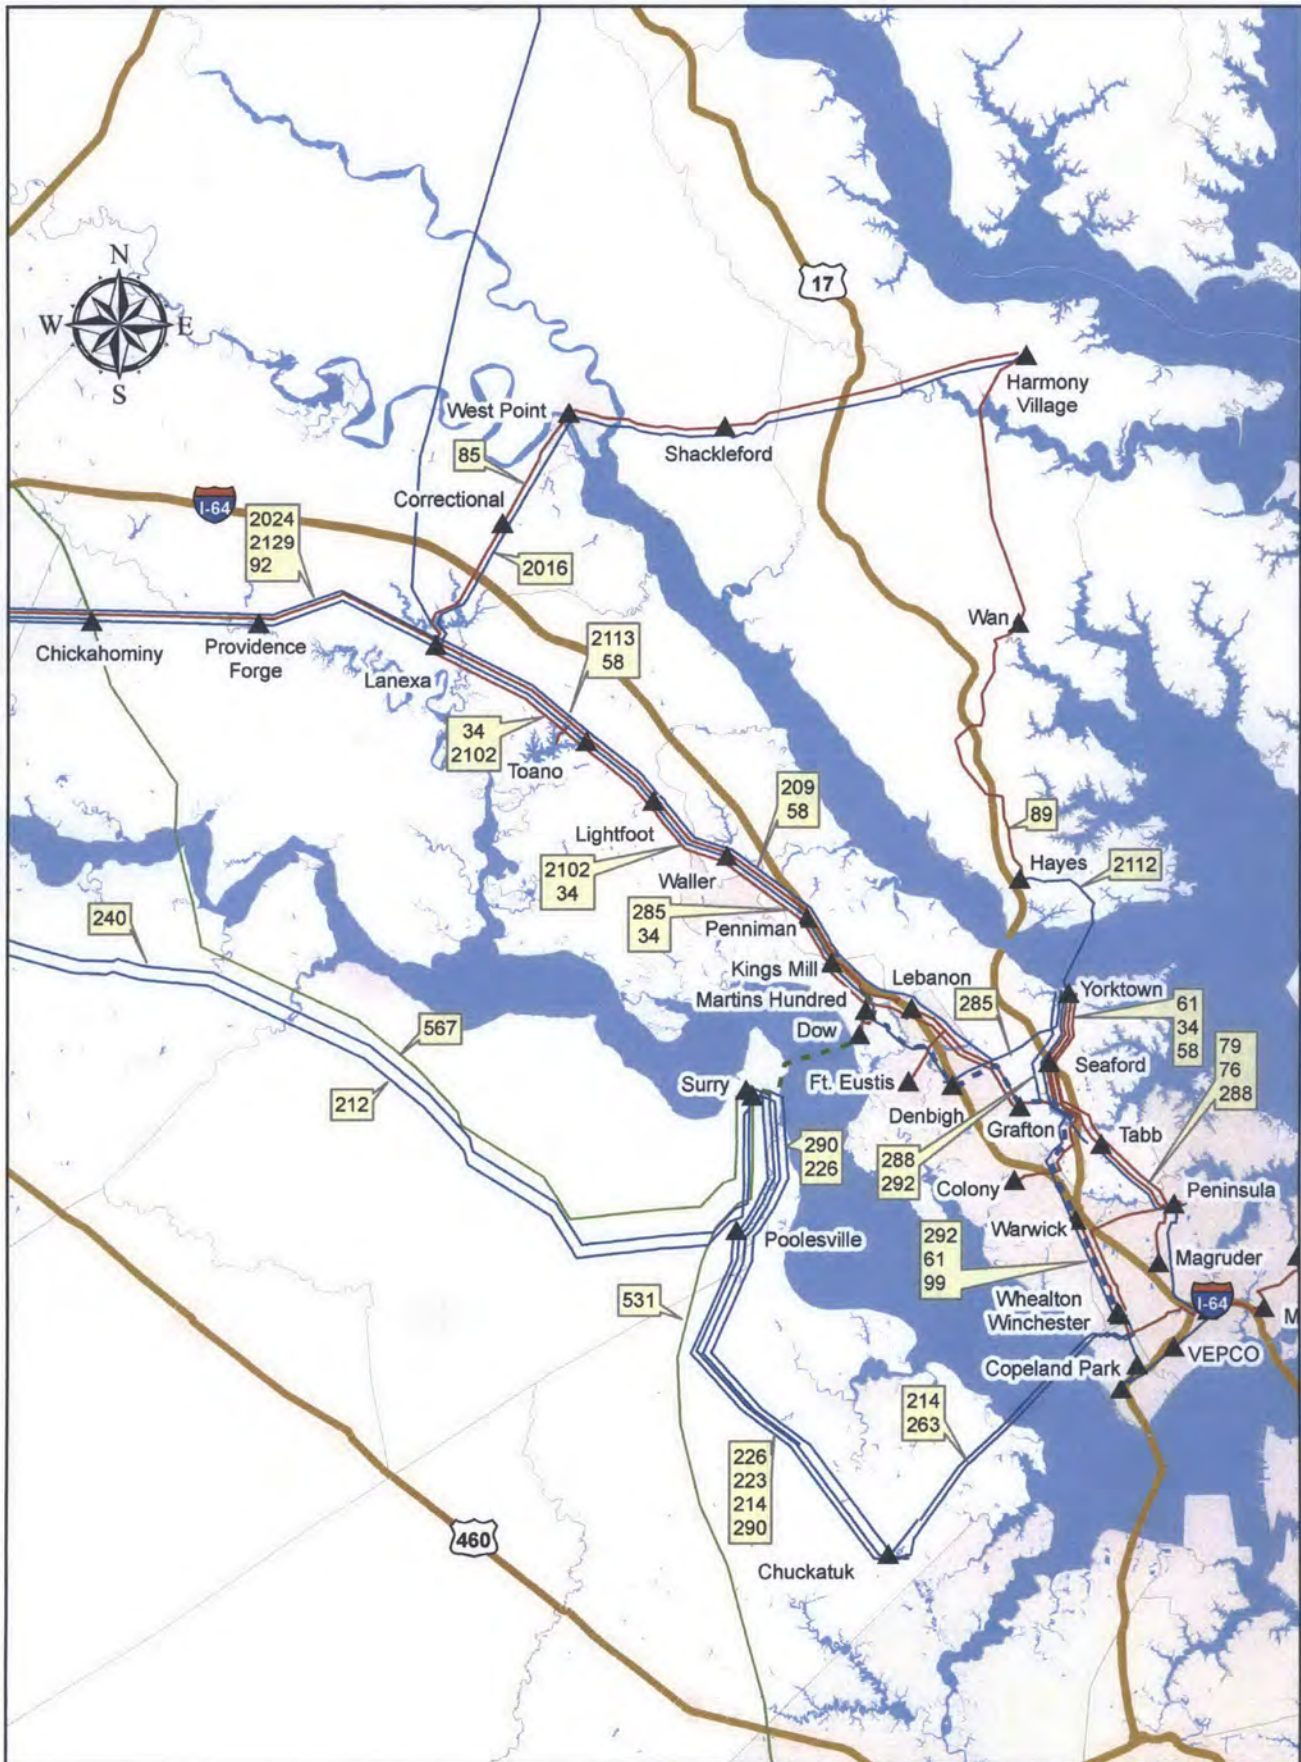 N
W E
S
17
West Point
Harmony
Village
Shackleford
85
Correctional
I-64
2024
2129
92
2016
Wan
Chickahominy
Providence
Forge
Lanexa
2113
58
34
2102
Toano
209
58
89
Lightfoot
Hayes
2112
2102
34
Waller
285
34
Penniman
240
Kings Mill
Lebanon
Martins Hundred
285
Yorktown
Dow
61
34
58
567
79
76
288
Surry
Ft. Eustis
Seaford
212
Denbigh
Grafton
Tabb
290
226
288
292
Colony
Peninsula
Poolesville
Warwick
292
61
99
Magruder
531
Whealton
Winchester
I-64
M
VEPCO
Copeland Park
214
263
226
223
214
290
460
Chuckatuk